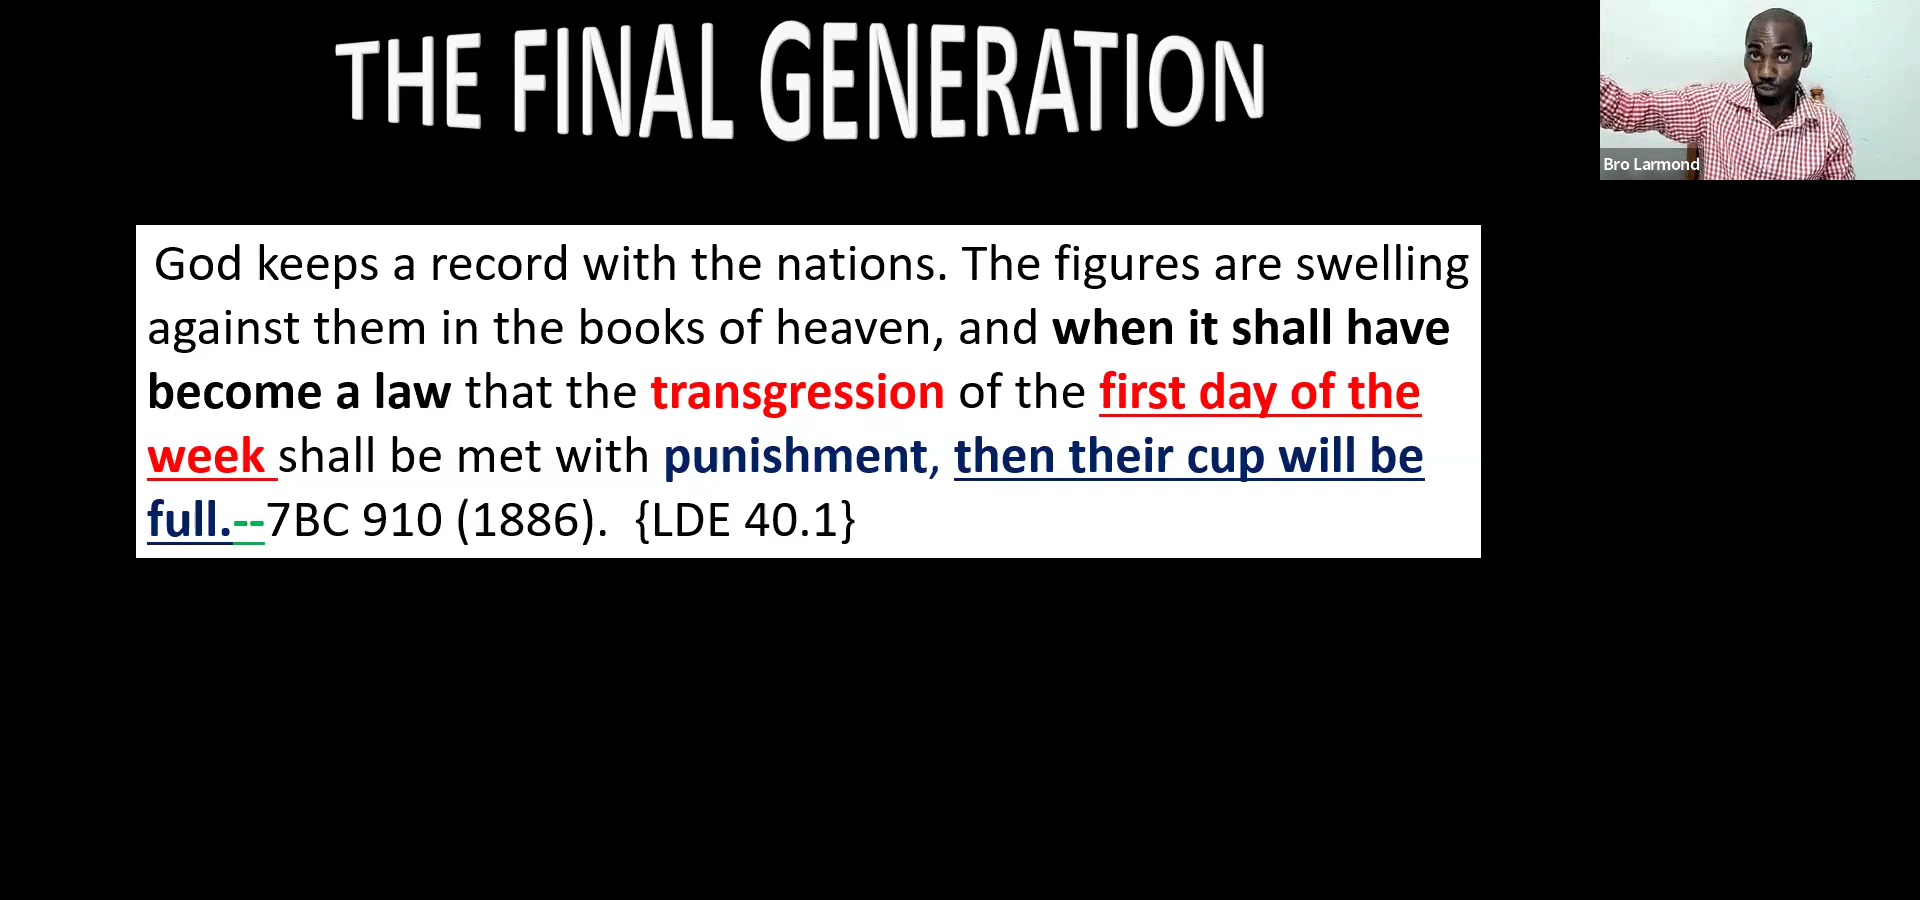 THE FINAL GENERATION
Bro Larmond
God keeps a record with the nations. The figures are swelling
against them in the books of heaven, and when it shall have
become a law that the transgression of the first day of the
week shall be met with punishment, then their cup will be
full.--7BC 910 (1886). {LDE 40.1}